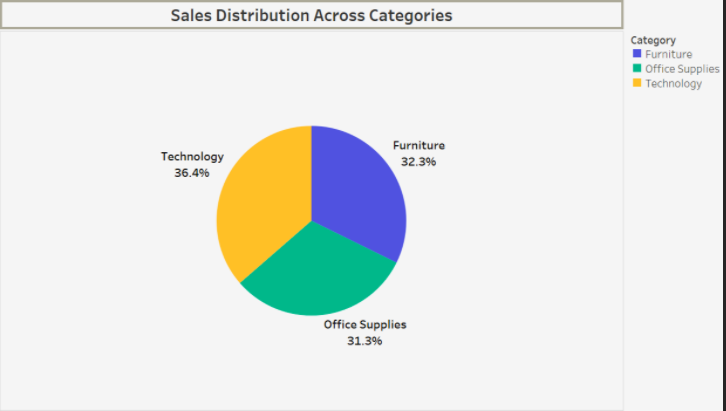 Sales Distribution Across Categories
Category
Furniture
Office Supplies
Technology
Technology
36.4%
Furniture
32.3%
Office Supplies
31.3%